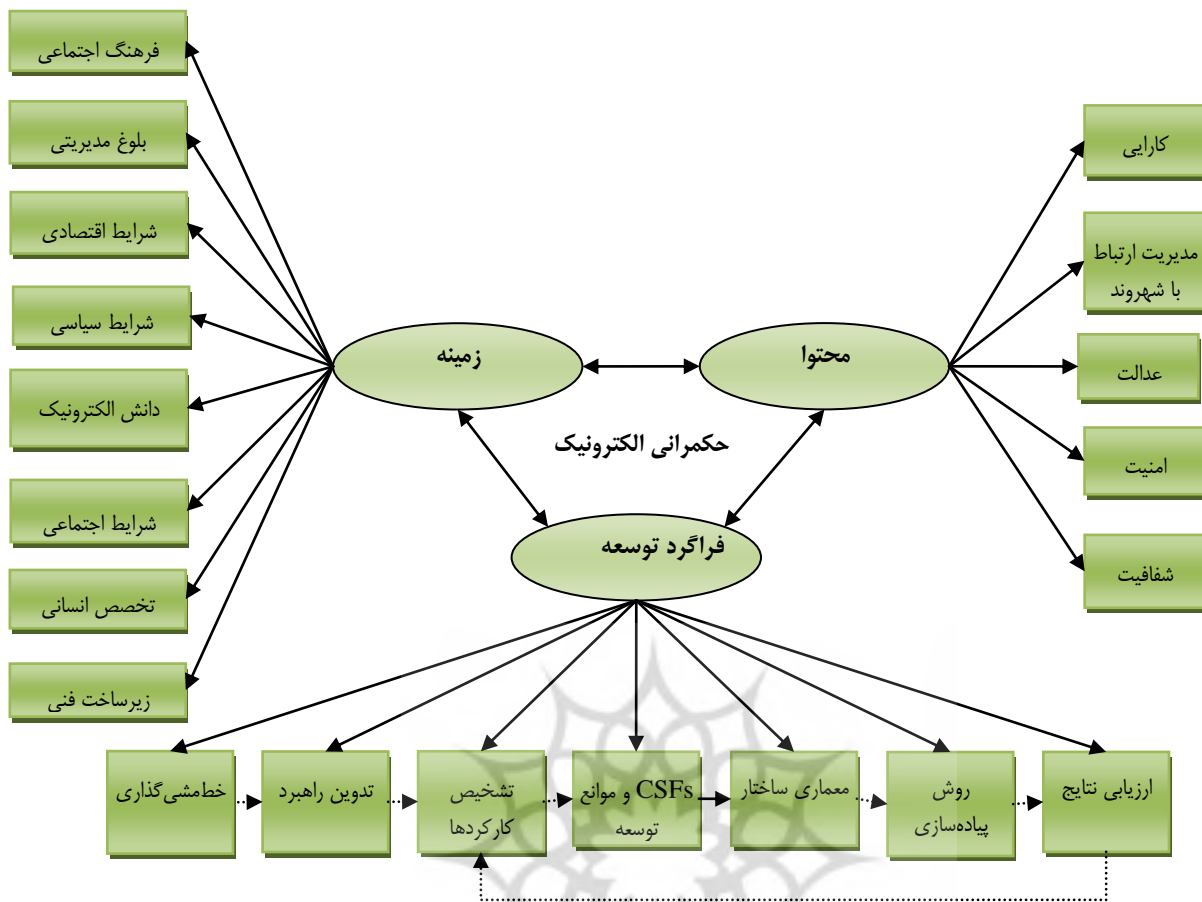 فرهنگ اجتماعی
بلوغ مدیریتی
شرایط اقتصادی
شرایط سیاسی
دانش الکترونیک
شرایط اجتماعی
تخصص انسانی
زیرساخت فنی
کارایی
مدیریت ارتباط
با شهروند
عدالت
امنیت
شفافیت
زمینه
محتوا
حکمرانی الکترونیک
فراگرد توسعه
خط‌مشی‌گذاری
تدوین راهبرد
تشخیص
کارکردها
CSFs و موانع
توسعه
معماری ساختار
روش
پیاده‌سازی
ارزیابی نتایج